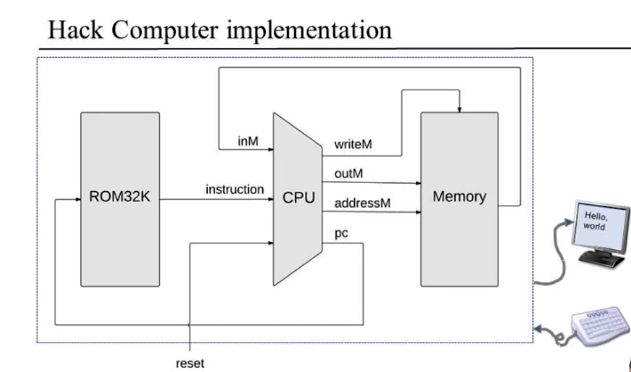 Hack Computer implementation
inM
writeM
outM
ROM32K
instruction
CPU
addressM
Memory
pc
Hello,
world
reset